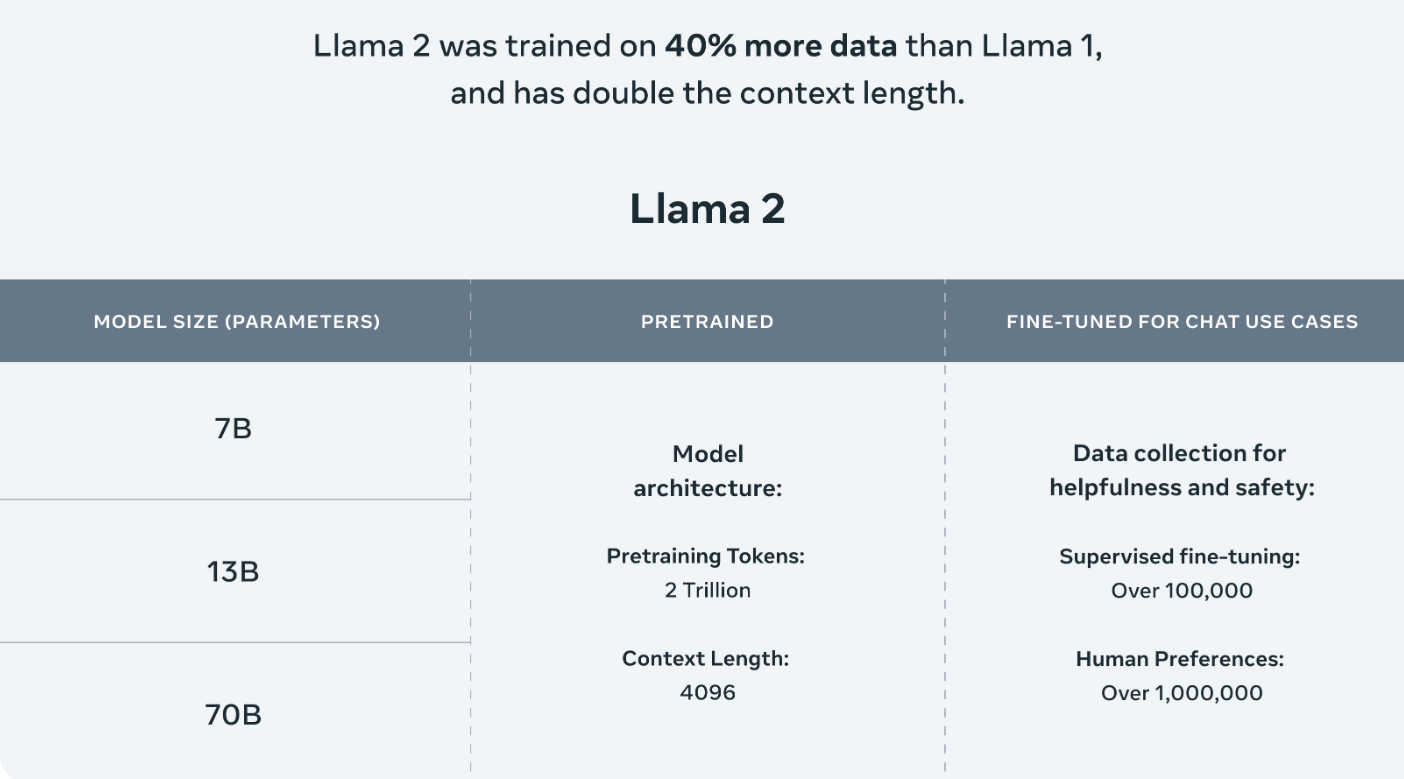 Llama 2 was trained on 40% more data than Llama 1,
and has double the context length.
Llama 2
MODEL SIZE (PARAMETERS)
PRETRAINED
FINE-TUNED FOR CHAT USE CASES
7B
13B
70B
Model
architecture:
Pretraining Tokens:
2 Trillion
Context Length:
4096
Data collection for
helpfulness and safety:
Supervised fine-tuning:
Over 100,000
Human Preferences:
Over 1,000,000